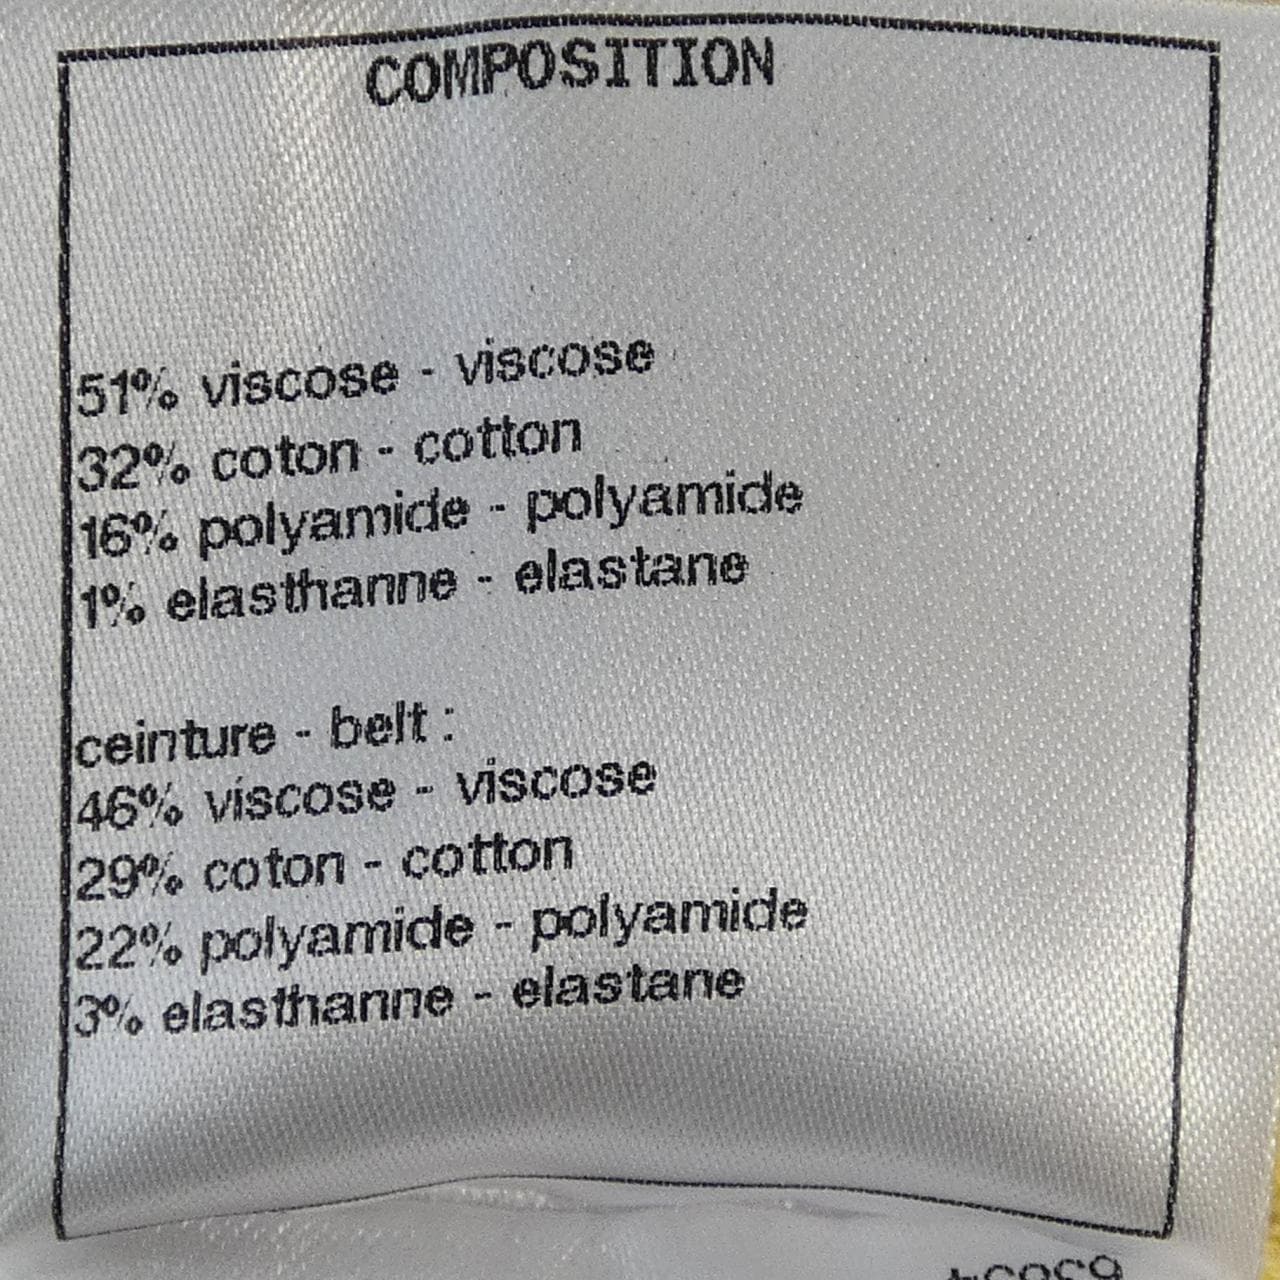 COMPOSITION
51% viscose - viscose
32% coton - cotton
16% polyamide - polyamide
1% elasthanne - elastane
ceinture - belt :
46% viscose - viscose
29% coton - cotton
22% polyamide - polyamide
3% elasthanne - elastane